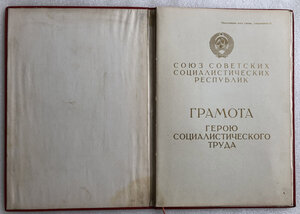 СОЮЗ СОВЕТСКИХ
СОЦИАЛИСТИЧЕСКИХ
РЕСПУБЛИК
ГРАМОТА
ГЕРОЮ
СОЦИАЛИСТИЧЕСКОГО
ТРУДА